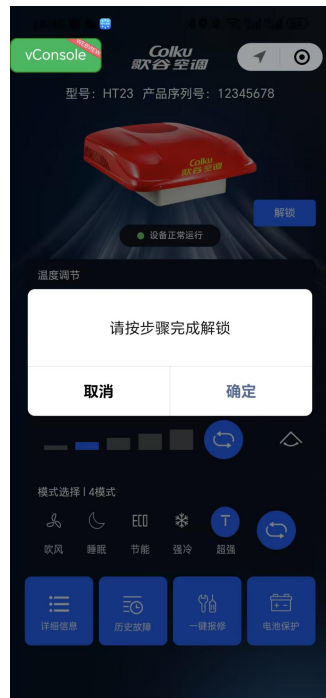 vConsole
WEBVIEW
Colku
歌谷空调
型号：HT23 产品序列号：12345678
Colku
歌谷空调
解锁
设备正常运行
温度调节
请按步骤完成解锁
取消
确定
模式选择 | 4模式
ECO
T
吹风
睡眠
节能
强冷
超强
详细信息
历史故障
一键报修
电池保护